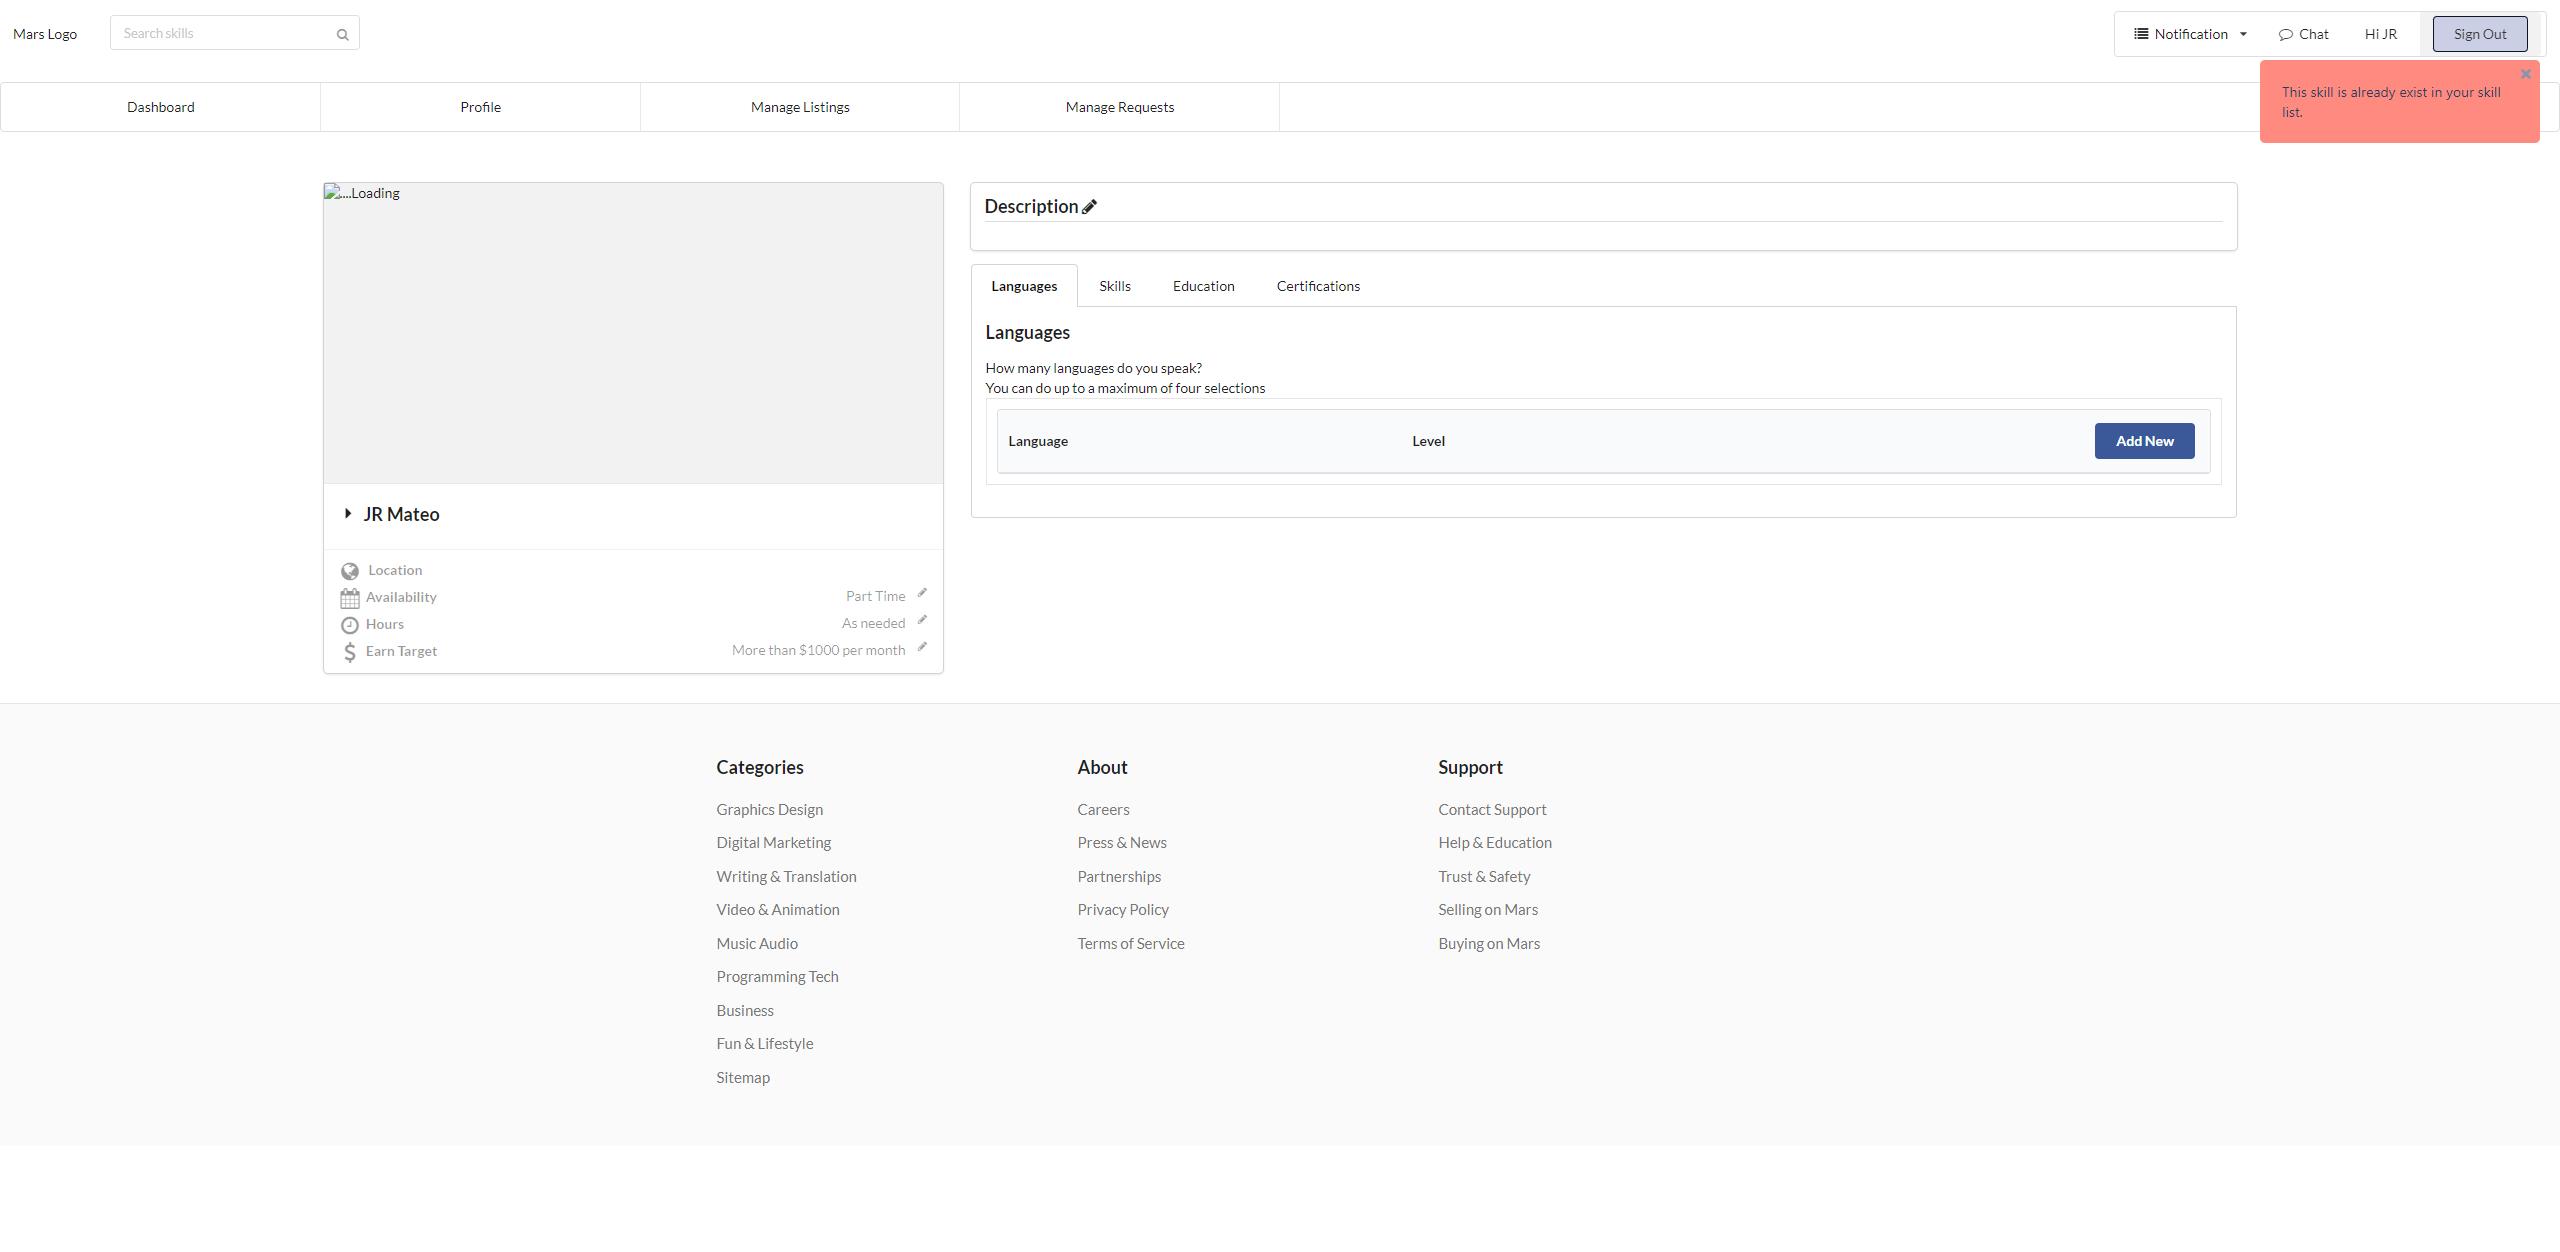 Mars Logo
Search skills
Notification
Chat
Hi JR
Sign Out
This skill is already exist in your skill
list.
Dashboard
Profile
Manage Listings
Manage Requests
....Loading
JR Mateo
Location
Availability
Part Time
Hours
As needed
Earn Target
More than $1000 per month
Description
Languages
Skills
Education
Certifications
Languages
How many languages do you speak?
You can do up to a maximum of four selections
Language
Level
Add New
Categories
Graphics Design
Digital Marketing
Writing & Translation
Video & Animation
Music Audio
Programming Tech
Business
Fun & Lifestyle
Sitemap
About
Careers
Press & News
Partnerships
Privacy Policy
Terms of Service
Support
Contact Support
Help & Education
Trust & Safety
Selling on Mars
Buying on Mars